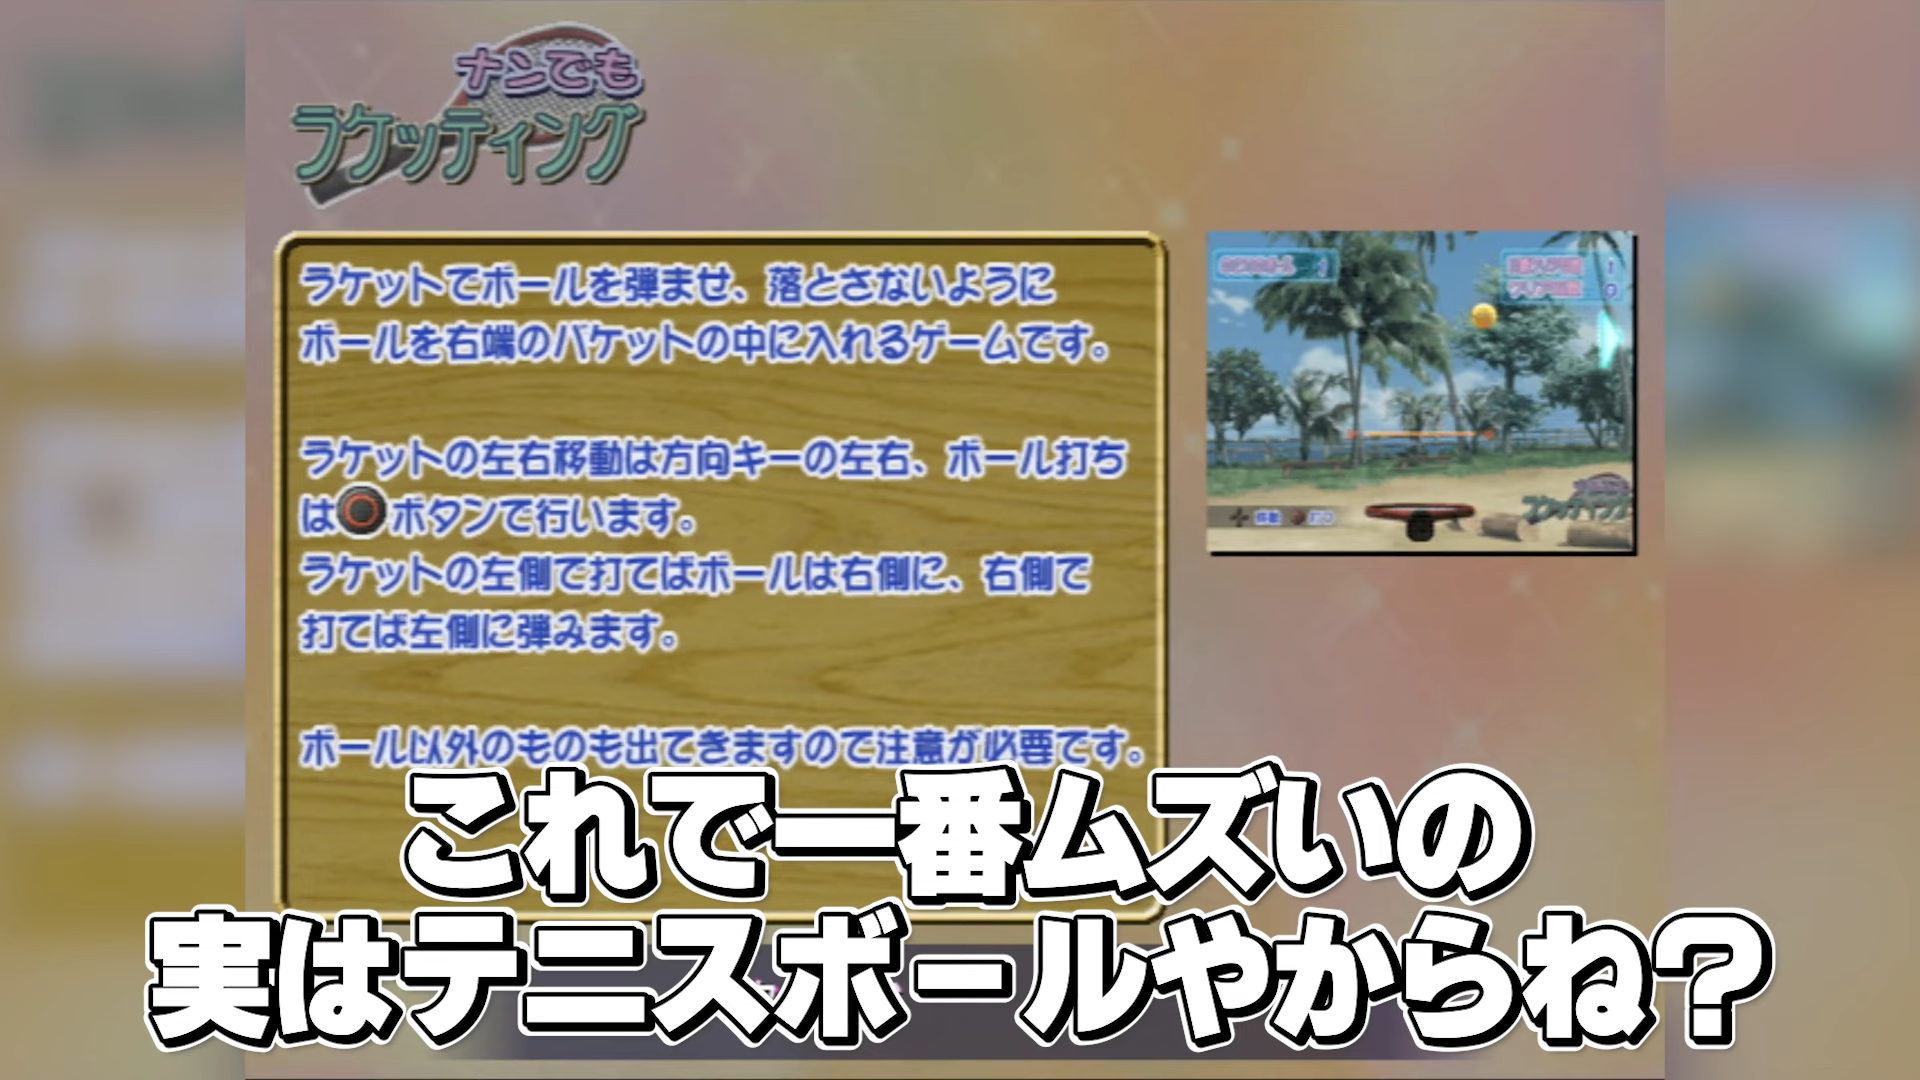 ナンでも
ラケッティング
ラケットでボールを弾ませ、落とさないように
ボールを右端のバケットの中に入れるゲームです。
ラケットの左右移動は方向キーの左右、ボール打ち
は○ボタンで行います。
ラケットの左側で打てばボールは右側に、右側で
打てば左側に弾みます。
ボール以外のものも出てきますので注意が必要です。
移動 打つ
これで一番ムズいの
実はテニスボールやからね？